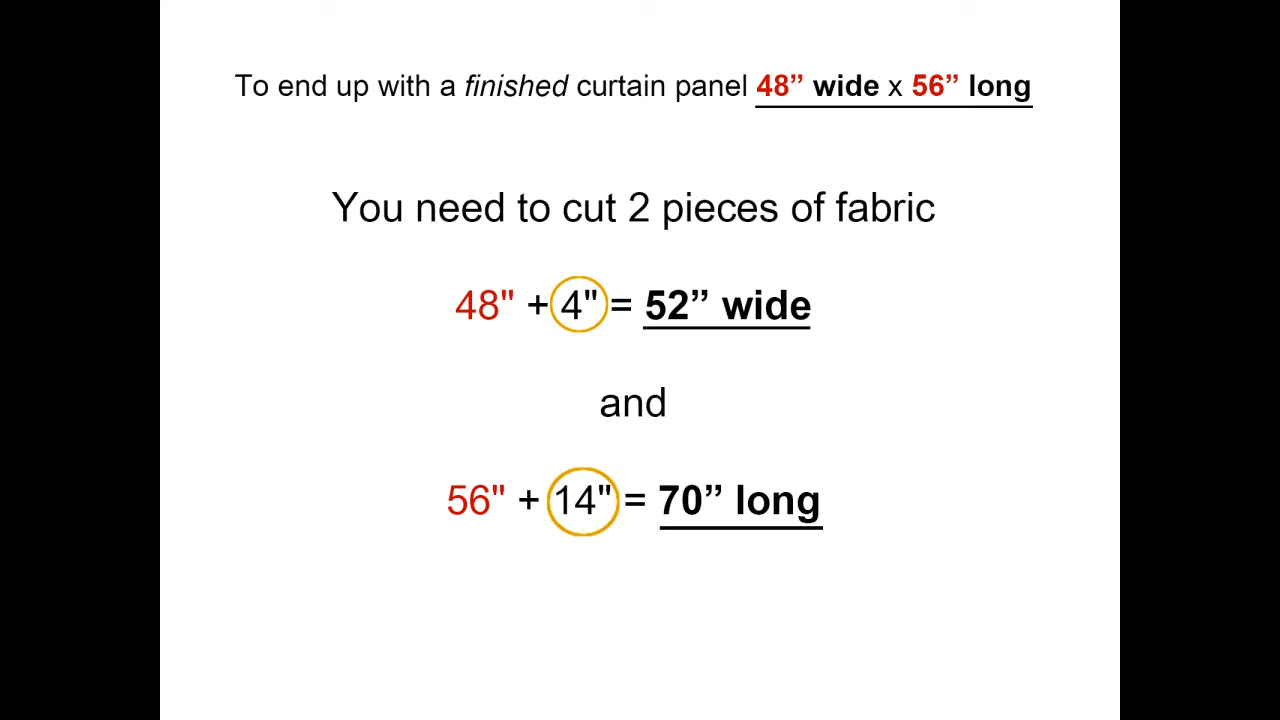 To end up with a finished curtain panel 48” wide x 56” long
You need to cut 2 pieces of fabric
48" + 4" = 52” wide
and
56" + 14" = 70” long